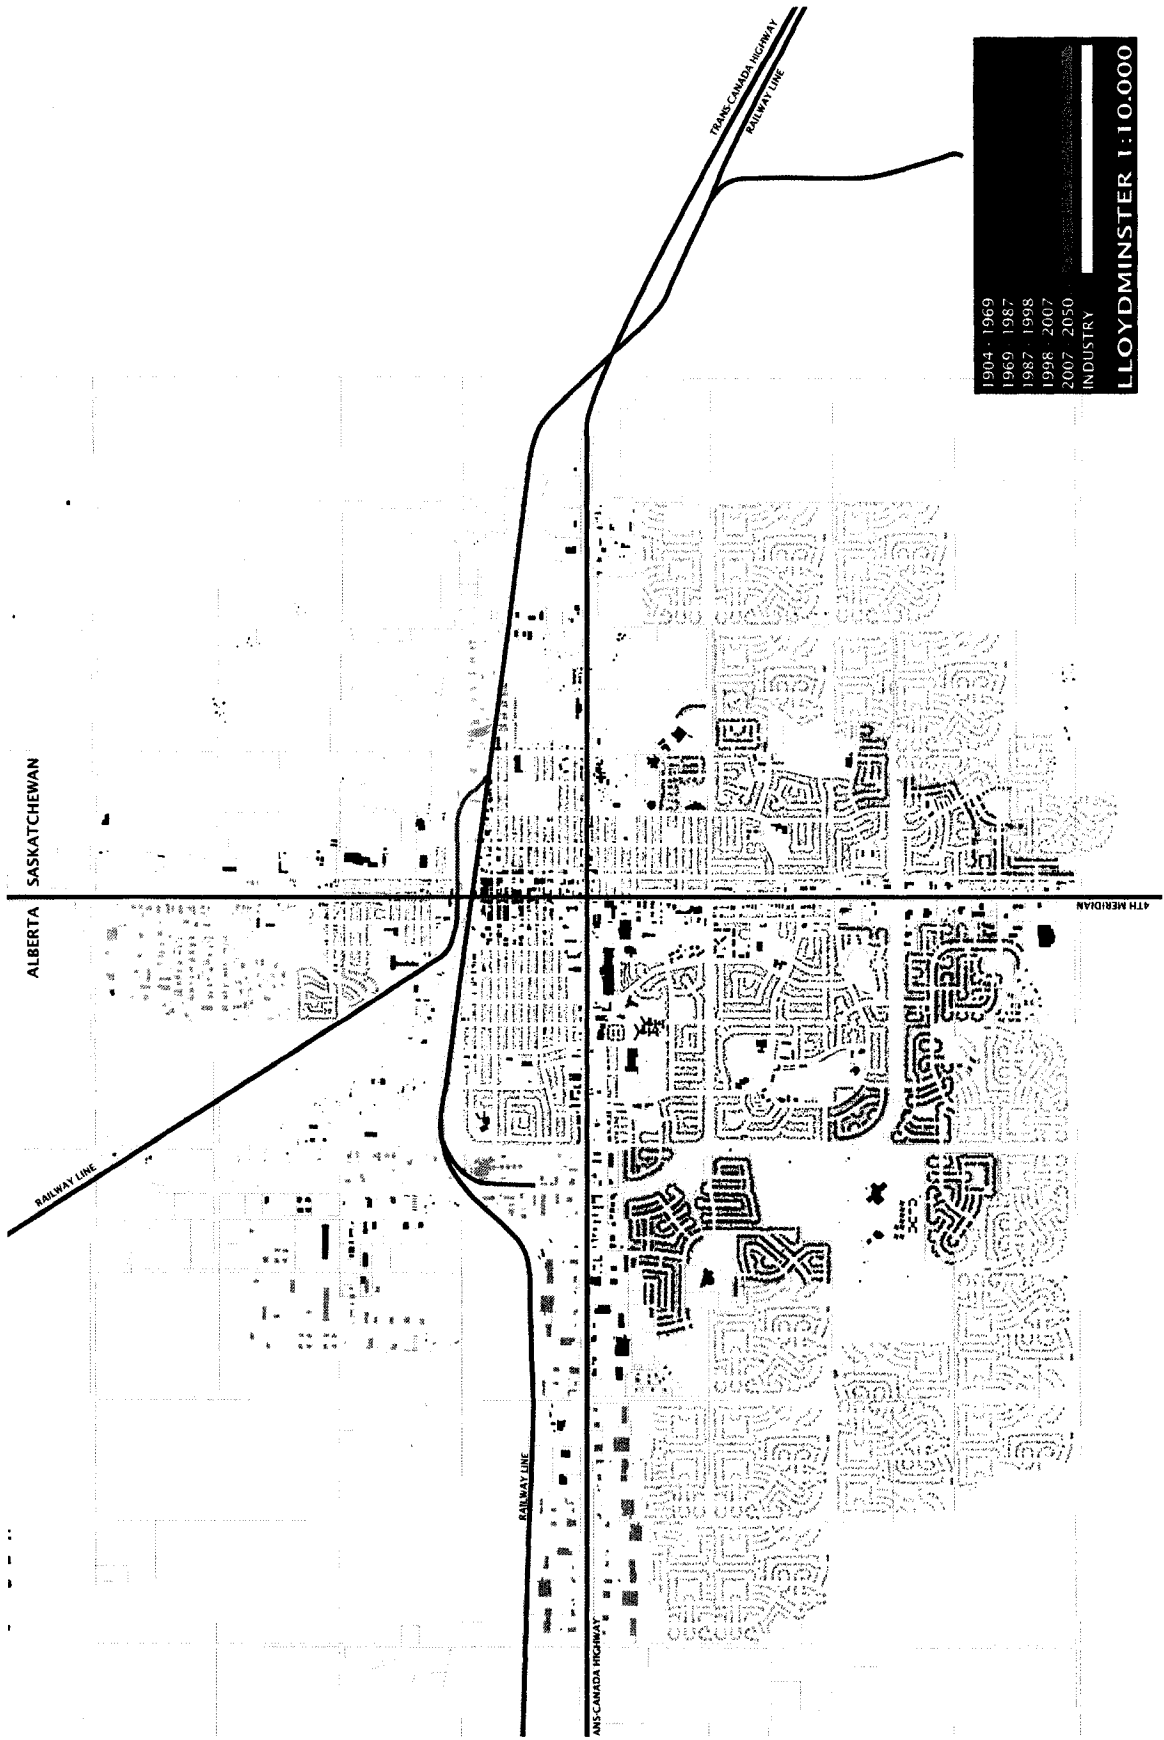 TRANS-CANADA HIGHWAY
RAILWAY LINE
1904 - 1969
1969 - 1987
1987 - 1998
1998 - 2007
2007 - 2050
INDUSTRY
LLOYDMINSTER 1:10.000
ALBERTA SASKATCHEWAN
4TH MERIDIAN
RAILWAY LINE
RAILWAY LINE
ANS-CANADA HIGHWAY